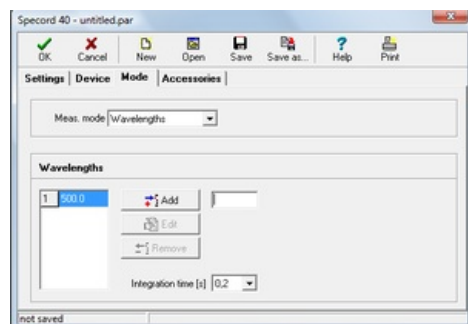 Specord 40 - untitled.par
OK Cancel New Open Save Save as... Help Print
Settings Device Mode Accessories
Meas. mode Wavelengths
Wavelengths
1 500.0 Add
Edit
Remove
Integration time [s] 0,2
not saved